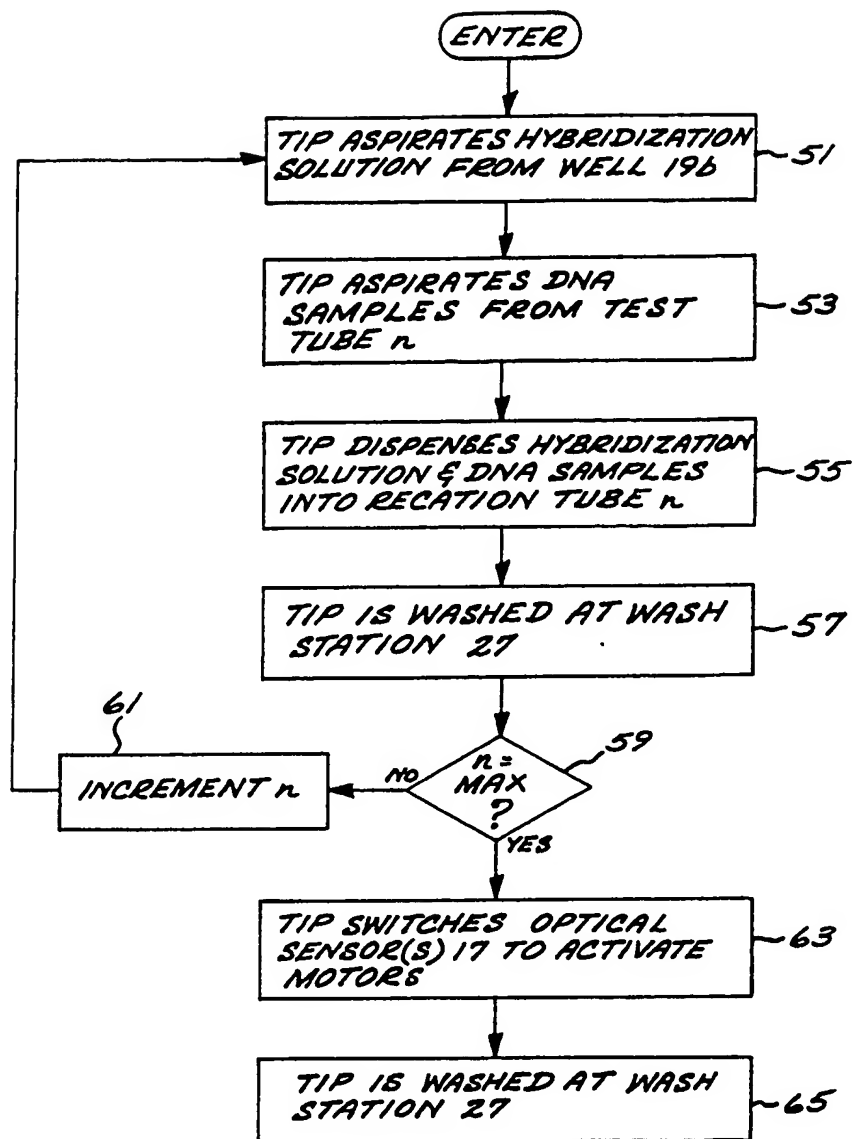 ENTER
TIP ASPIRATES HYBRIDIZATION
SOLUTION FROM WELL 19b
51
TIP ASPIRATES DNA
SAMPLES FROM TEST
TUBE n
53
TIP DISPENSES HYBRIDIZATION
SOLUTION & DNA SAMPLES
INTO RECATION TUBE n
55
TIP IS WASHED AT WASH
STATION 27
57
61
INCREMENT n
NO
n =
MAX
?
59
YES
TIP SWITCHES OPTICAL
SENSOR(S) 17 TO ACTIVATE
MOTORS
63
TIP IS WASHED AT WASH
STATION 27
65